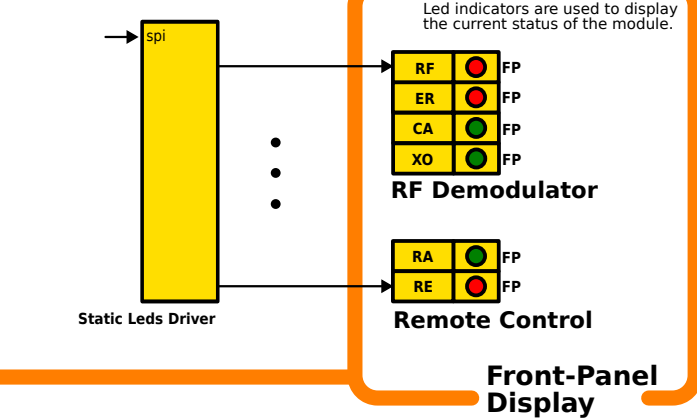 Led indicators are used to display
the current status of the module.
spi
RF FP
ER FP
CA FP
XO FP
RF Demodulator
RA FP
RE FP
Static Leds Driver
Remote Control
Front-Panel
Display